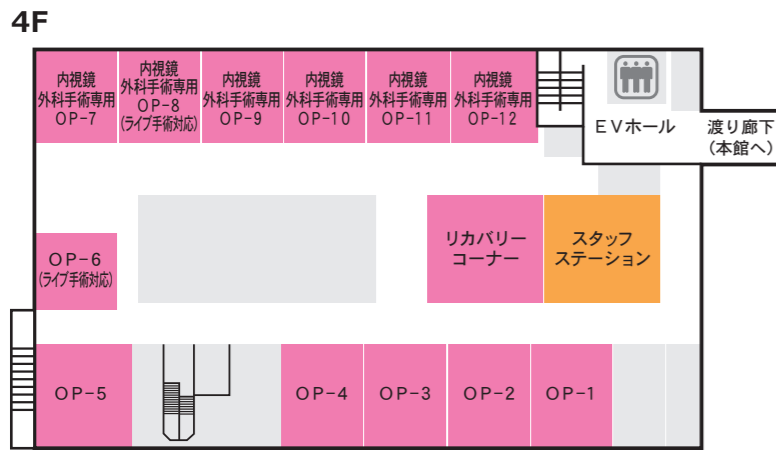 4F
内視鏡
外科手術専用
OP-7
内視鏡
外科手術専用
OP-8
(ライブ手術対応)
内視鏡
外科手術専用
OP-9
内視鏡
外科手術専用
OP-10
内視鏡
外科手術専用
OP-11
内視鏡
外科手術専用
OP-12
EVホール
渡り廊下
(本館へ)
OP-6
(ライブ手術対応)
リカバリー
コーナー
スタッフ
ステーション
OP-5
OP-4
OP-3
OP-2
OP-1